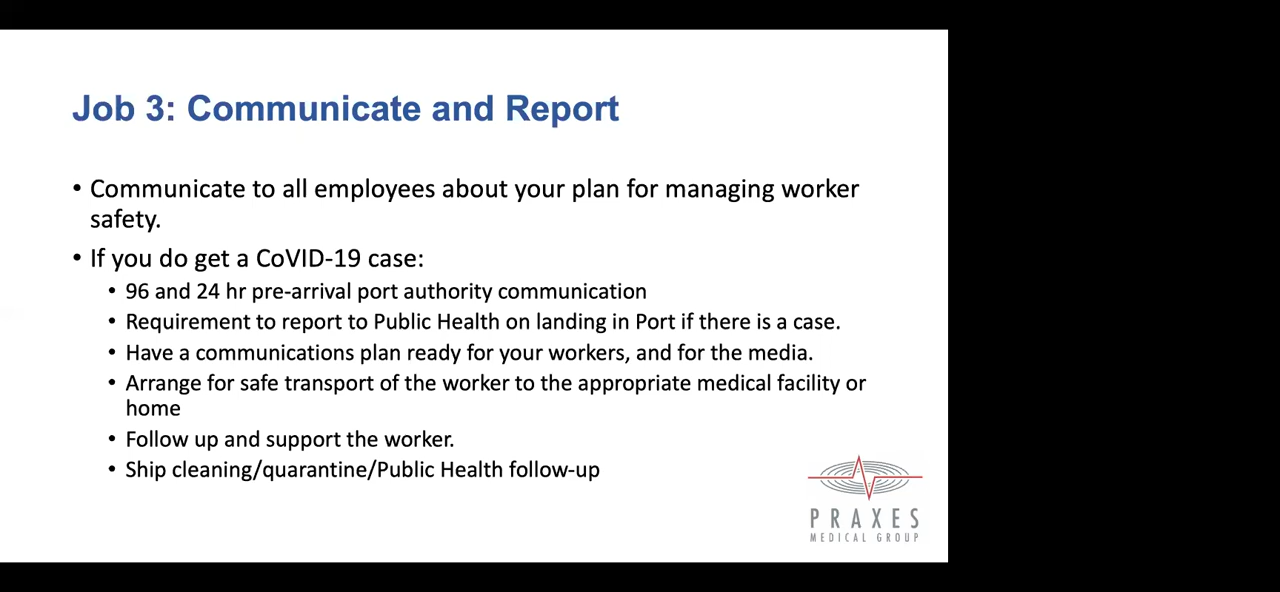 Job 3: Communicate and Report
• Communicate to all employees about your plan for managing worker
safety.
• If you do get a CoVID-19 case:
• 96 and 24 hr pre-arrival port authority communication
• Requirement to report to Public Health on landing in Port if there is a case.
• Have a communications plan ready for your workers, and for the media.
• Arrange for safe transport of the worker to the appropriate medical facility or
home
• Follow up and support the worker.
• Ship cleaning/quarantine/Public Health follow-up
PRAXES
MEDICAL GROUP